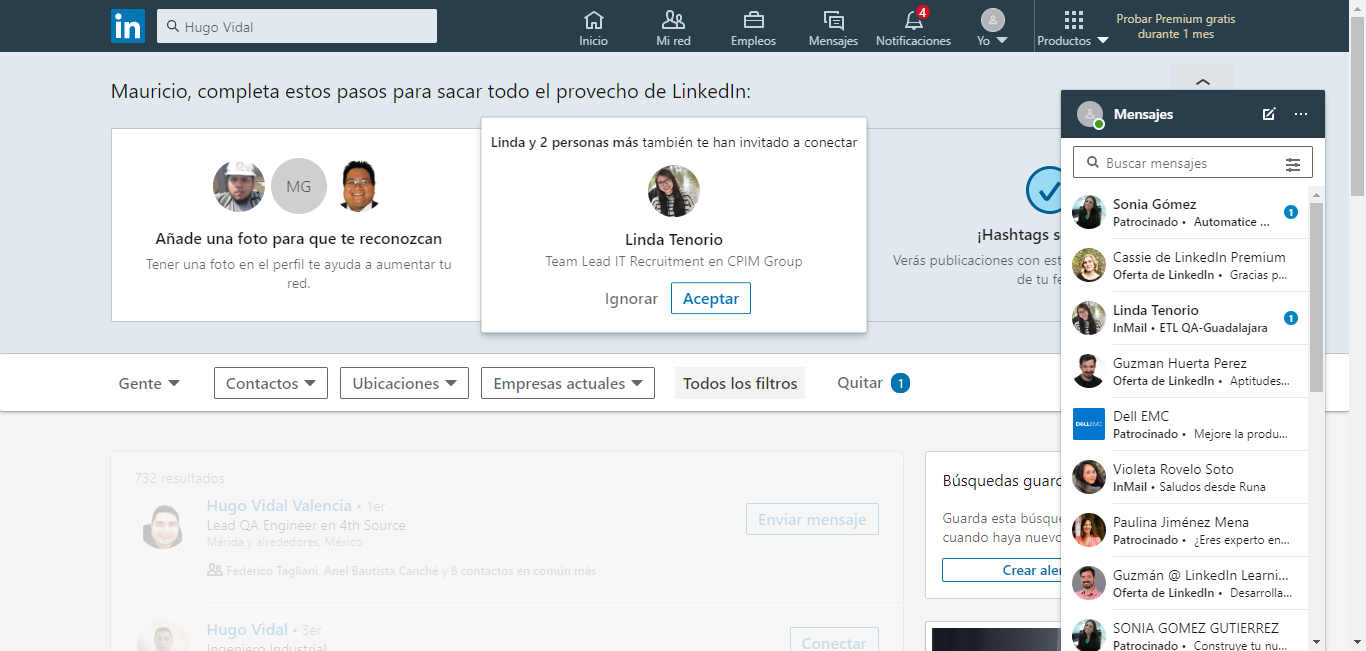 in
Hugo Vidal
Inicio
Mi red
Empleos
Mensajes
4
Notificaciones
Yo
Productos
Probar Premium gratis
durante 1 mes
Mauricio, completa estos pasos para sacar todo el provecho de LinkedIn:
MG
Añade una foto para que te reconozcan
Tener una foto en el perfil te ayuda a aumentar tu
red.
Linda y 2 personas más también te han invitado a conectar
Linda Tenorio
Team Lead IT Recruitment en CPIM Group
Ignorar
Aceptar
¡Hashtags
Verás publicaciones con
de tu
Gente
Contactos
Ubicaciones
Empresas actuales
Todos los filtros
Quitar 1
732 resultados
Hugo Vidal Valencia • 1er
Lead QA Engineer en 4th Source
Mérida y alrededores, México
Federico Tagliani, Anel Bautista Canché y 8 contactos en común más
Enviar mensaje
Hugo Vidal • 3er
Ingeniero Industrial
Conectar
Búsquedas
Guarda esta
cuando haya
Crear
Mensajes
...
Buscar mensajes
Sonia Gómez
Patrocinado • Automatice ...
1
Cassie de LinkedIn Premium
Oferta de LinkedIn • Gracias p...
Linda Tenorio
InMail • ETL QA-Guadalajara
1
Guzman Huerta Perez
Oferta de LinkedIn • Aptitudes...
DELLEMC
Dell EMC
Patrocinado • Mejore la produ...
Violeta Rovelo Soto
InMail • Saludos desde Runa
Paulina Jiménez Mena
Patrocinado • ¿Eres experto en...
Guzmán @ LinkedIn Learni...
Oferta de LinkedIn • Desarrolla...
SONIA GOMEZ GUTIERREZ
Patrocinado • Construye tu nu...